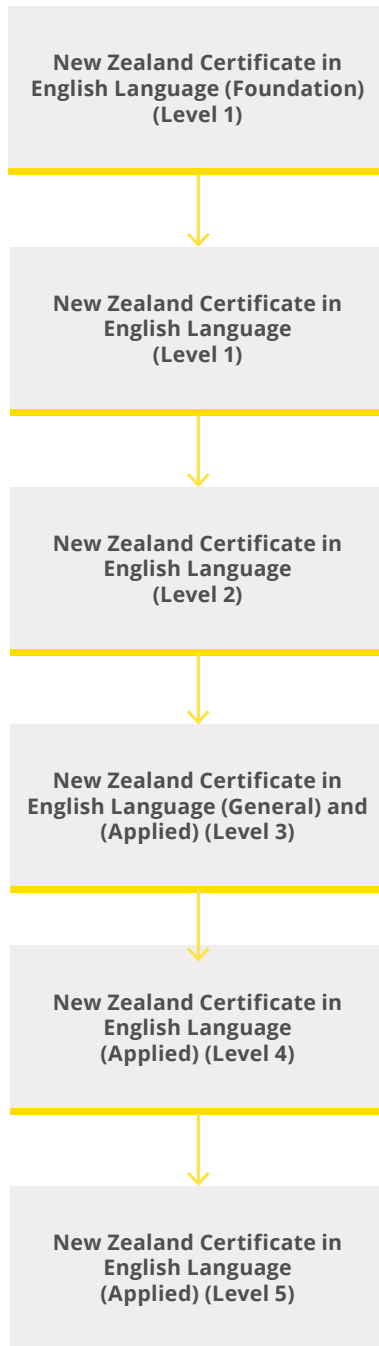 New Zealand Certificate in
English Language (Foundation)
(Level 1)
New Zealand Certificate in
English Language
(Level 1)
New Zealand Certificate in
English Language
(Level 2)
New Zealand Certificate in
English Language (General) and
(Applied) (Level 3)
New Zealand Certificate in
English Language
(Applied) (Level 4)
New Zealand Certificate in
English Language
(Applied) (Level 5)